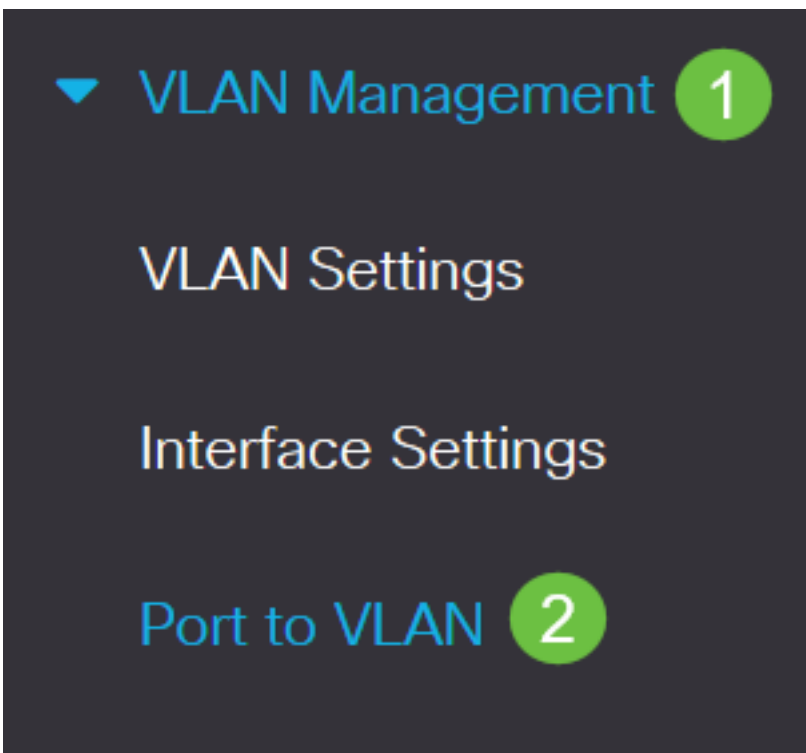 VLAN Management 1
VLAN Settings
Interface Settings
Port to VLAN 2